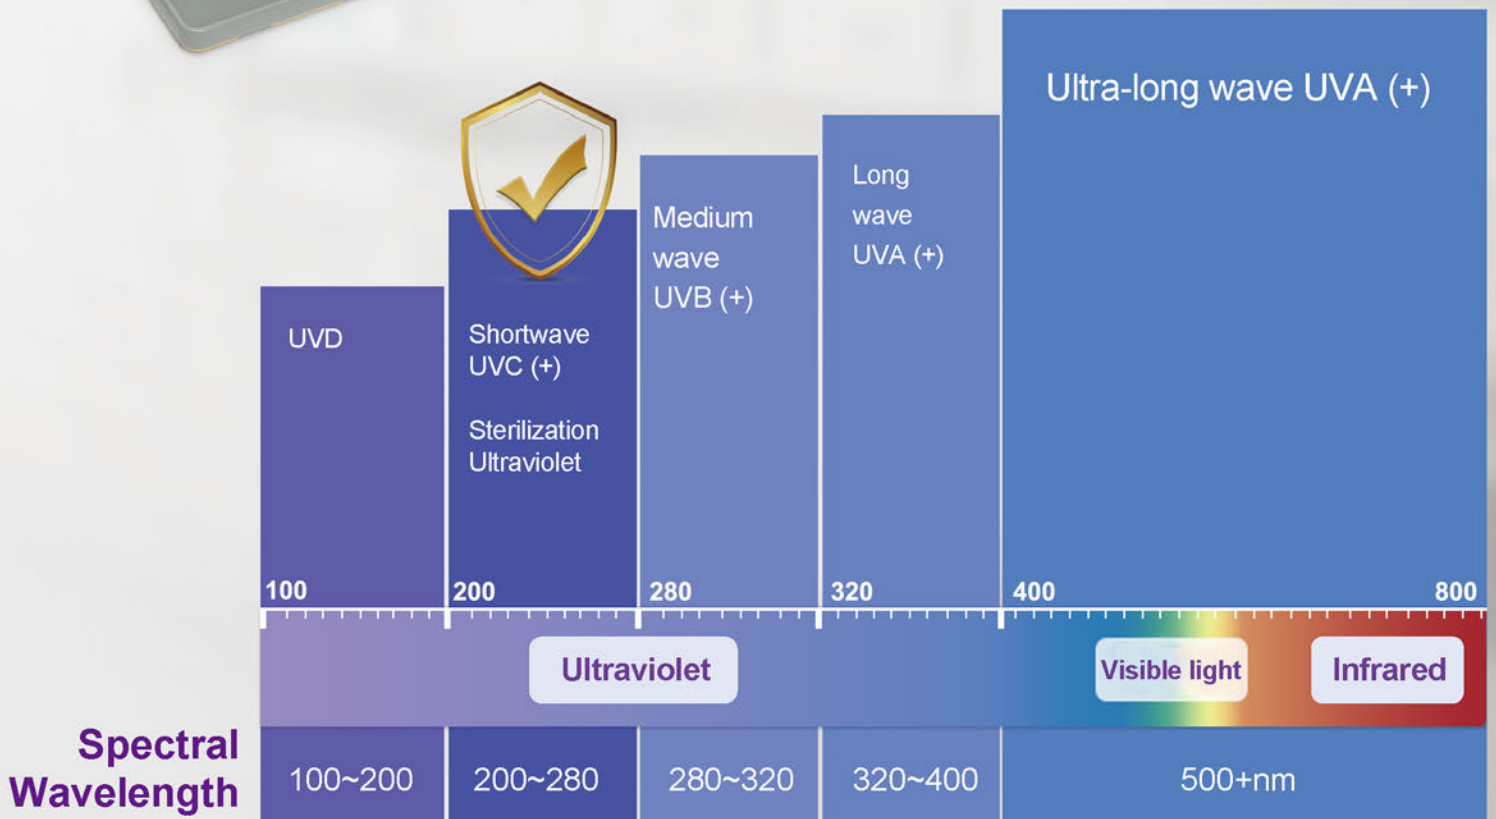 Ultra-long wave UVA (+)
Long
wave
UVA (+)
Medium
wave
UVB (+)
UVD
Shortwave
UVC (+)
Sterilization
Ultraviolet
100
200
280
320
400
800
Ultraviolet
Visible light
Infrared
Spectral
Wavelength
100~200
200~280
280~320
320~400
500+nm